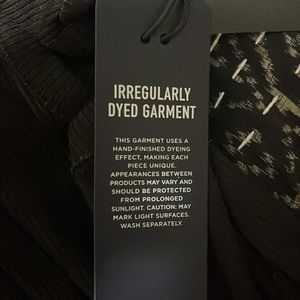 IRREGULARLY
DYED GARMENT
THIS GARMENT USES A
HAND-FINISHED DYEING
EFFECT, MAKING EACH
PIECE UNIQUE.
APPEARANCES BETWEEN
PRODUCTS MAY VARY AND
SHOULD BE PROTECTED
FROM PROLONGED
SUNLIGHT. CAUTION: MAY
MARK LIGHT SURFACES.
WASH SEPARATELY.